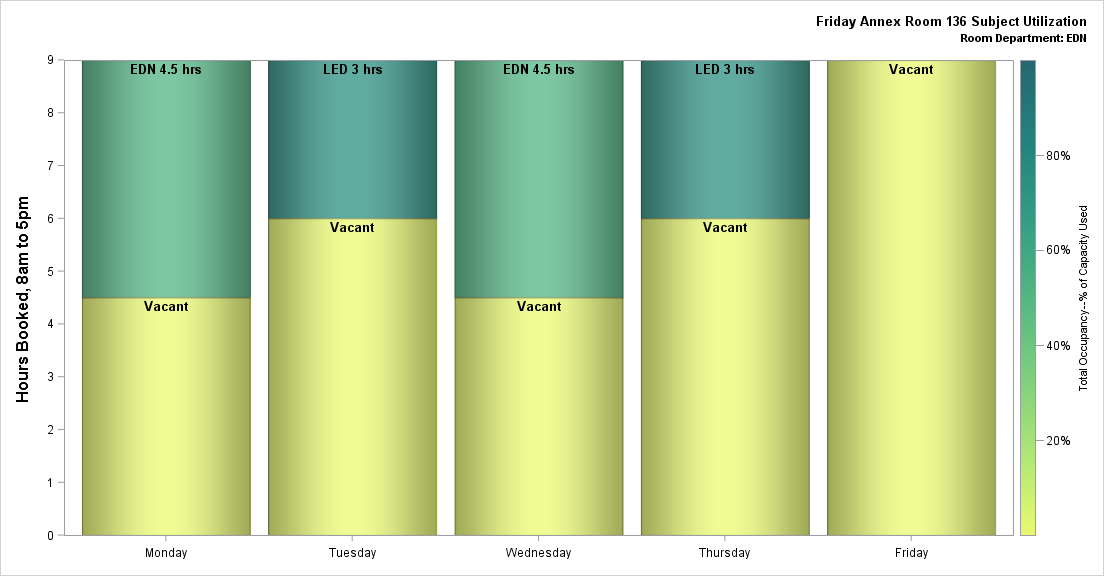 Friday Annex Room 136 Subject Utilization
Room Department: EDN
Hours Booked, 8am to 5pm
9
8
7
6
5
4
3
2
1
0
EDN 4.5 hrs
LED 3 hrs
EDN 4.5 hrs
LED 3 hrs
Vacant
Vacant
Vacant
Vacant
Vacant
Monday
Tuesday
Wednesday
Thursday
Friday
80%
60%
40%
20%
Total Occupancy--% of Capacity Used